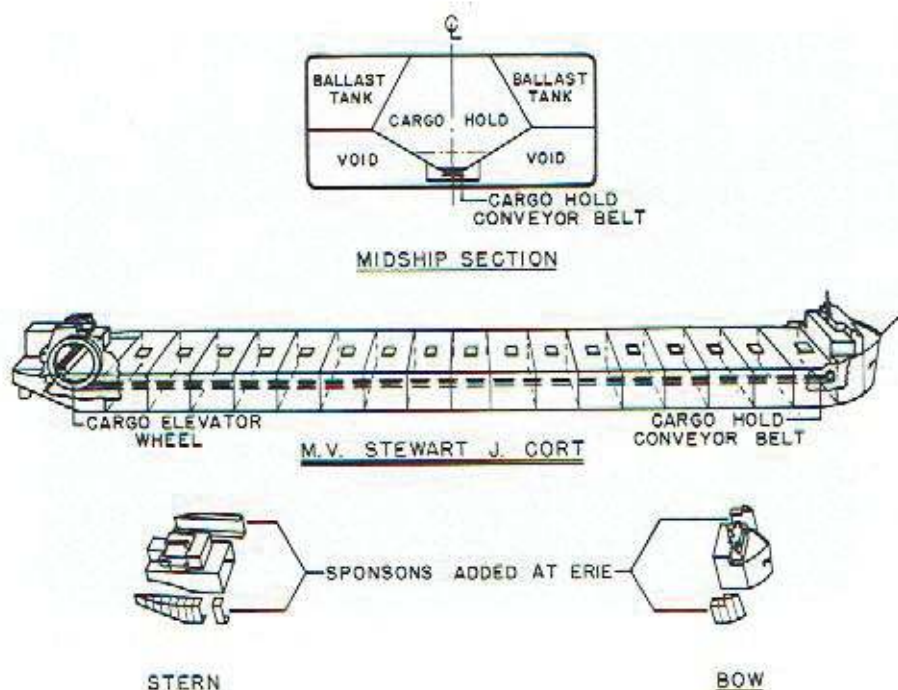 ℄
BALLAST TANK
BALLAST TANK
CARGO HOLD
VOID
VOID
CARGO HOLD
CONVEYOR BELT
MIDSHIP SECTION
CARGO ELEVATOR
WHEEL
CARGO HOLD
CONVEYOR BELT
M.V. STEWART J. CORT
SPONSONS ADDED AT ERIE
STERN
BOW